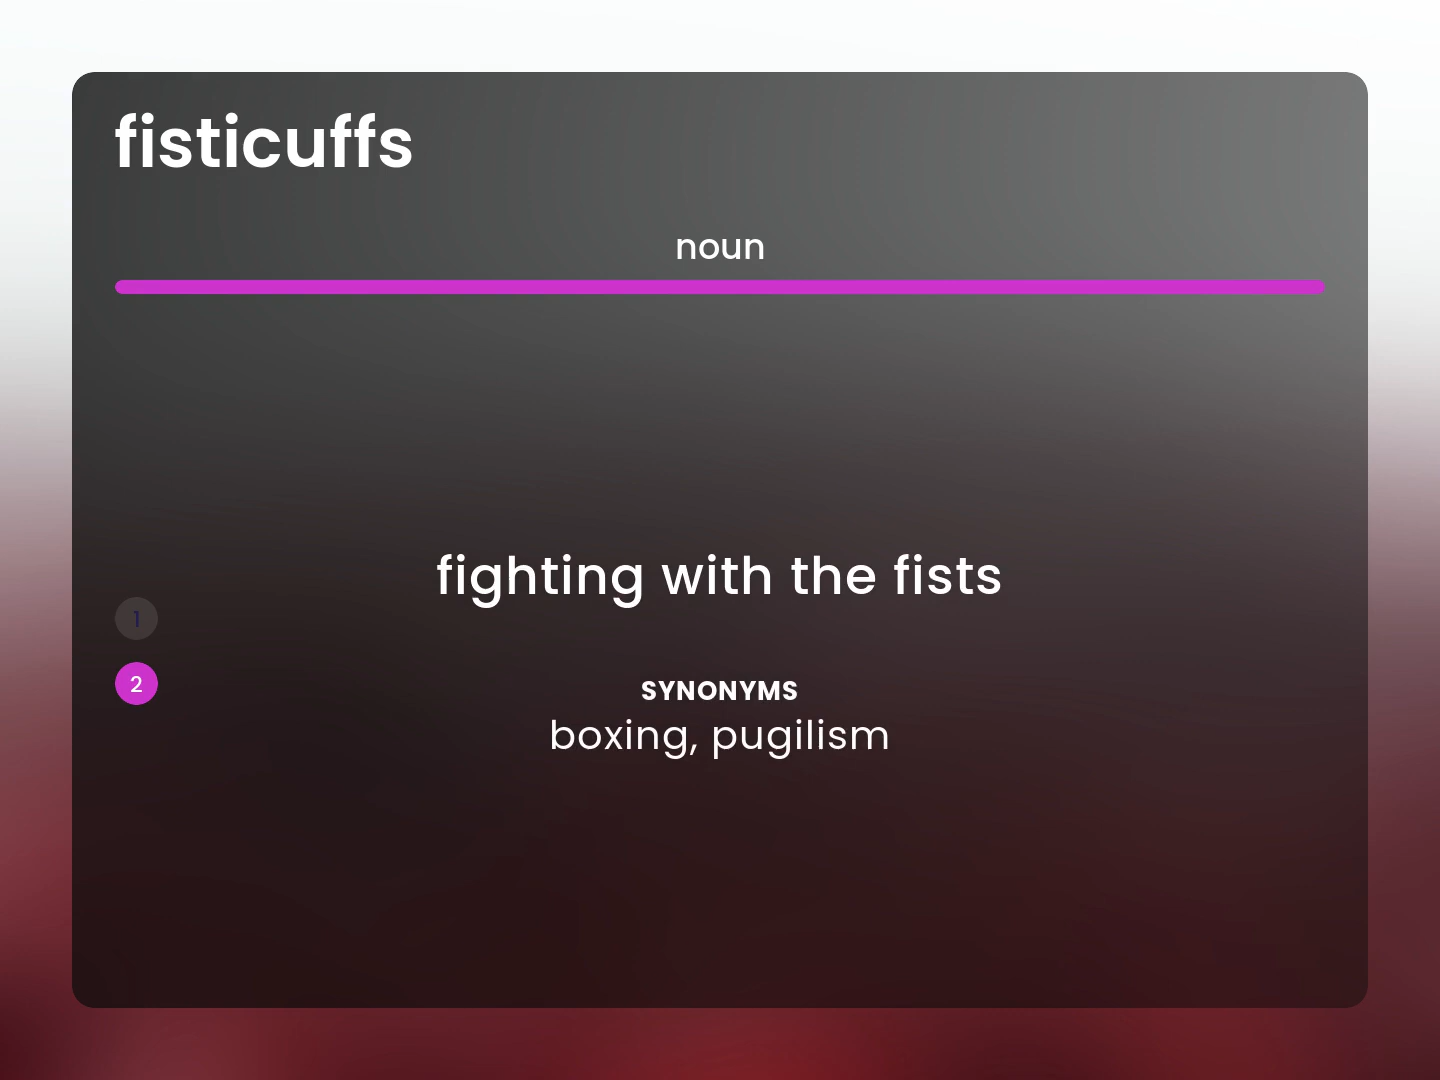 fisticuffs
noun
fighting with the fists
1
2
SYNONYMS
boxing, pugilism